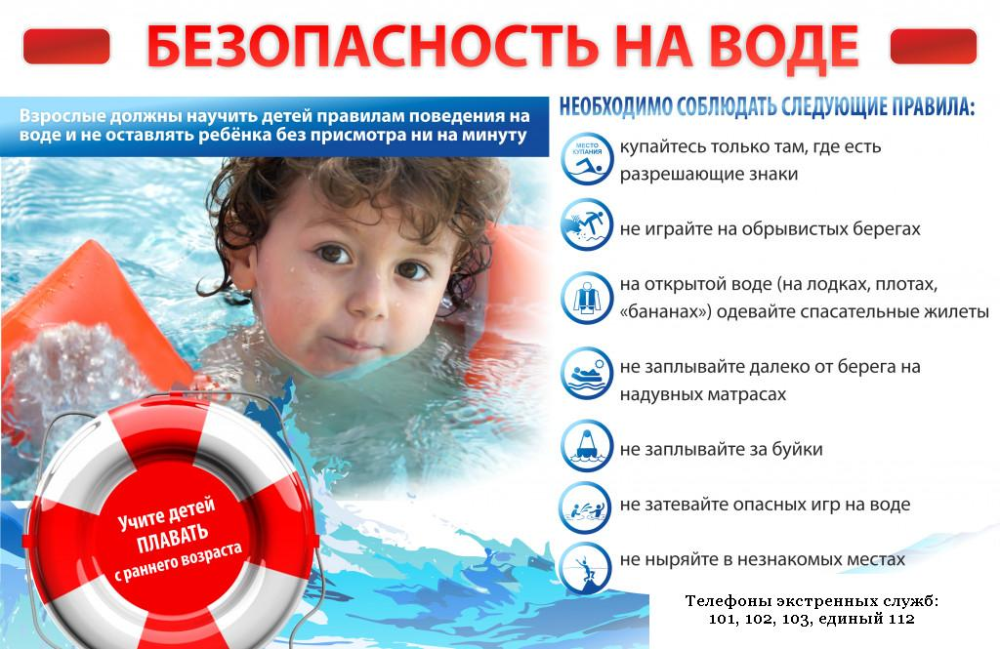 БЕЗОПАСНОСТЬ НА ВОДЕ
Взрослые должны научить детей правилам поведения на
воде и не оставлять ребёнка без присмотра ни на минуту
НЕОБХОДИМО СОБЛЮДАТЬ СЛЕДУЮЩИЕ ПРАВИЛА:
МЕСТО
КУПАНИЯ
купайтесь только там, где есть
разрешающие знаки
не играйте на обрывистых берегах
на открытой воде (на лодках, плотах,
«бананах») одевайте спасательные жилеты
не заплывайте далеко от берега на
надувных матрасах
не заплывайте за буйки
не затевайте опасных игр на воде
не ныряйте в незнакомых местах
Учите детей
ПЛАВАТЬ
с раннего возраста
Телефоны экстренных служб:
101, 102, 103, единый 112